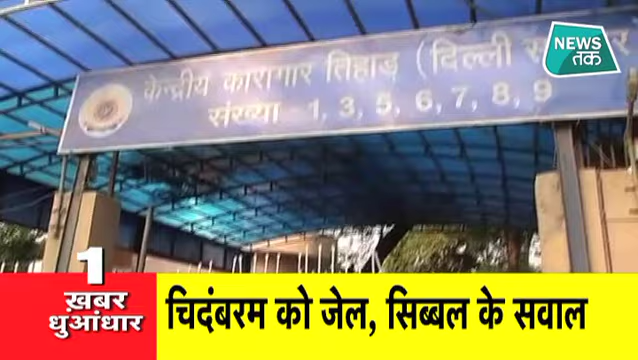 NEWS
तक
केन्द्रीय कारागार तिहाड़ (दिल्ली
संख्या - 1, 3, 5, 6, 7, 8, 9
1
ख़बर
धुआंधार
चिदंबरम को जेल, सिब्बल के सवाल